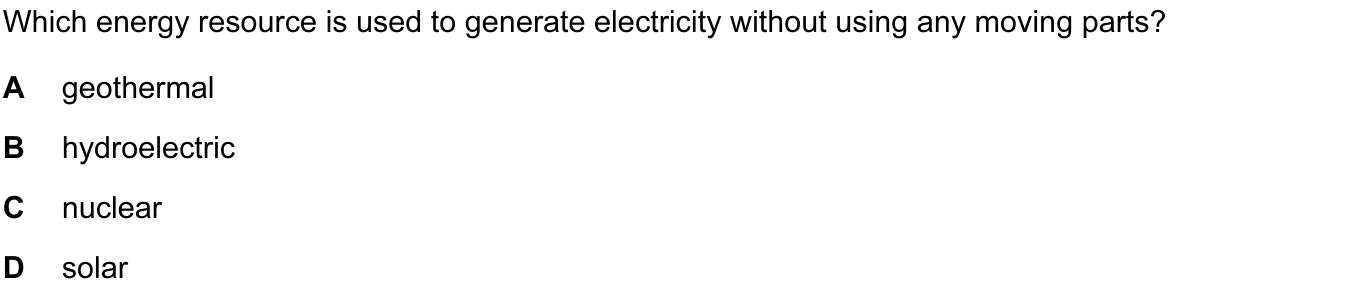 Which energy resource is used to generate electricity without using any moving parts?
A geothermal
B hydroelectric
C nuclear
D solar